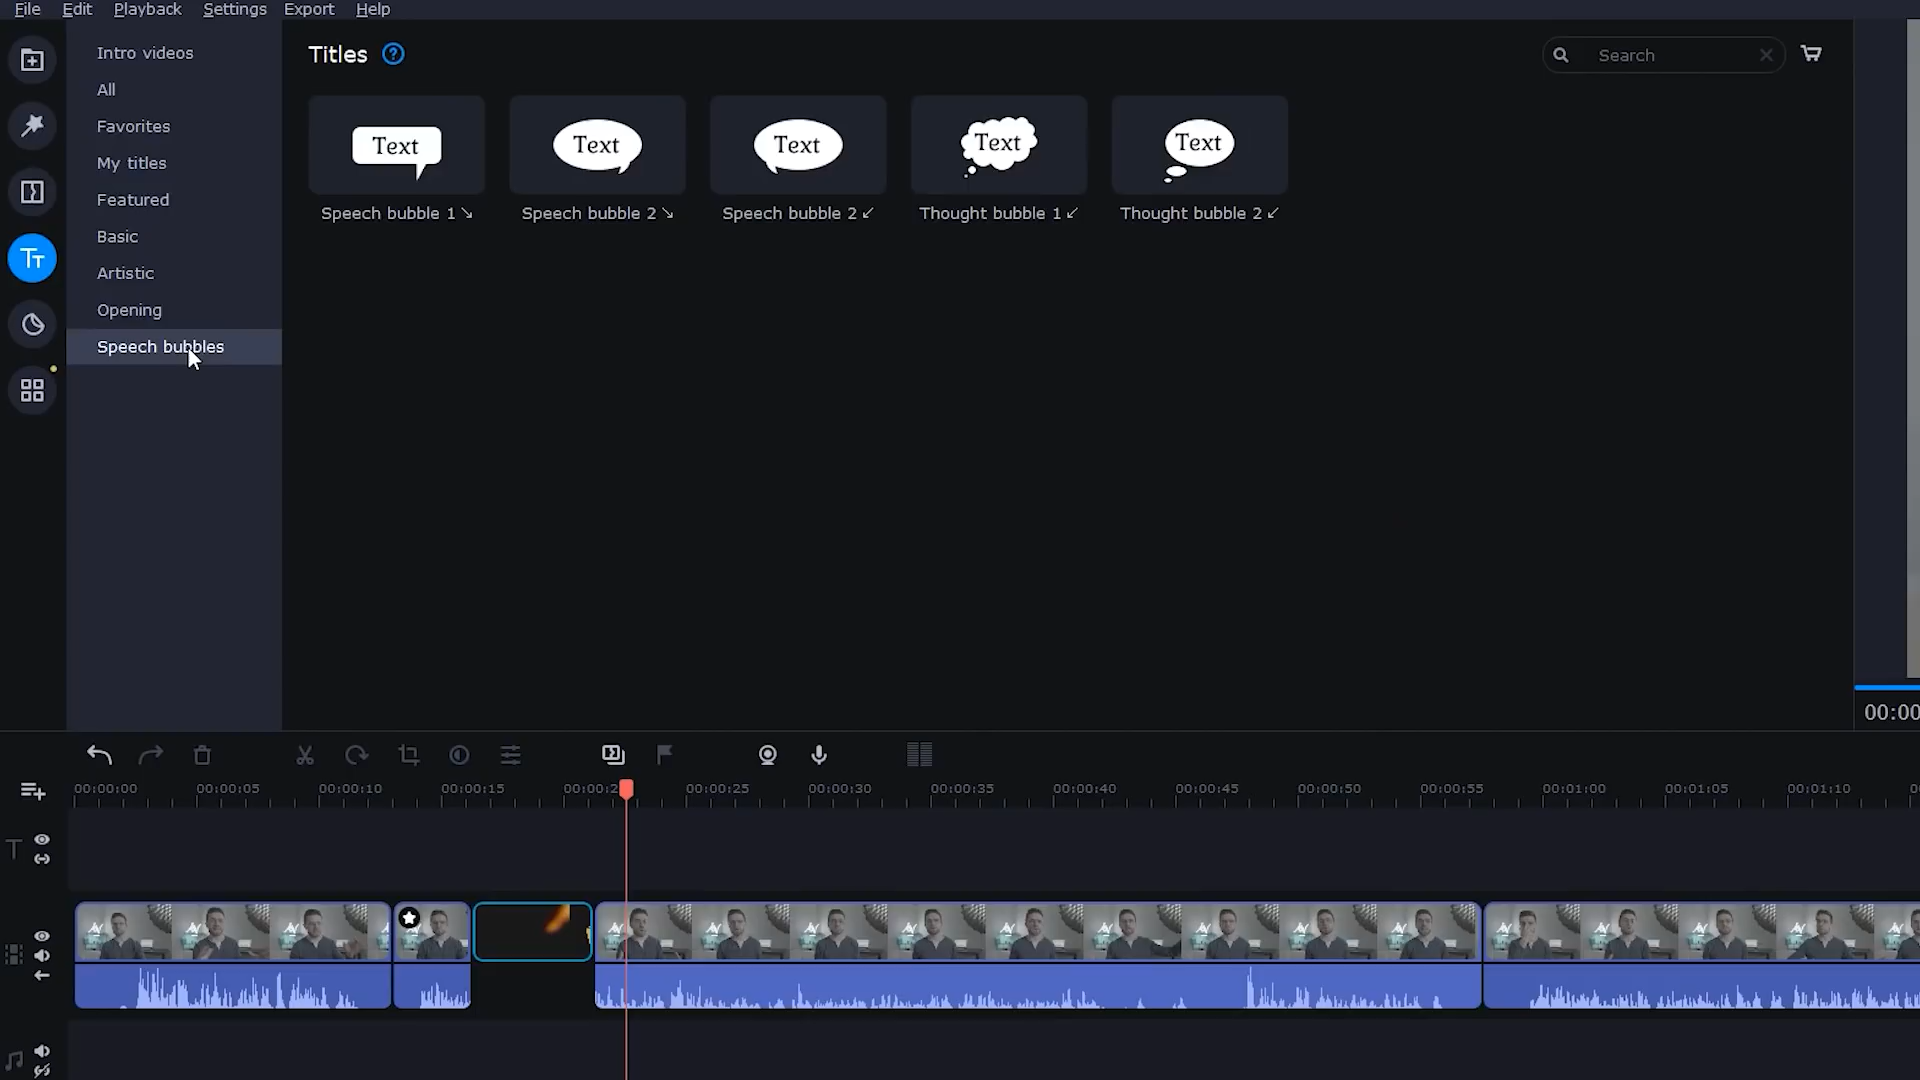 File Edit Playback Settings Export Help
Intro videos
All
Favorites
My titles
Featured
Basic
Artistic
Opening
Speech bubbles
Titles ?
Search
Text
Text
Text
Text
Text
Speech bubble 1 ↘
Speech bubble 2 ↘
Speech bubble 2 ↙
Thought bubble 1 ↙
Thought bubble 2 ↙
00:00
00:00:00 00:00:05 00:00:10 00:00:15 00:00:2 00:00:25 00:00:30 00:00:35 00:00:40 00:00:45 00:00:50 00:00:55 00:01:00 00:01:05 00:01:10